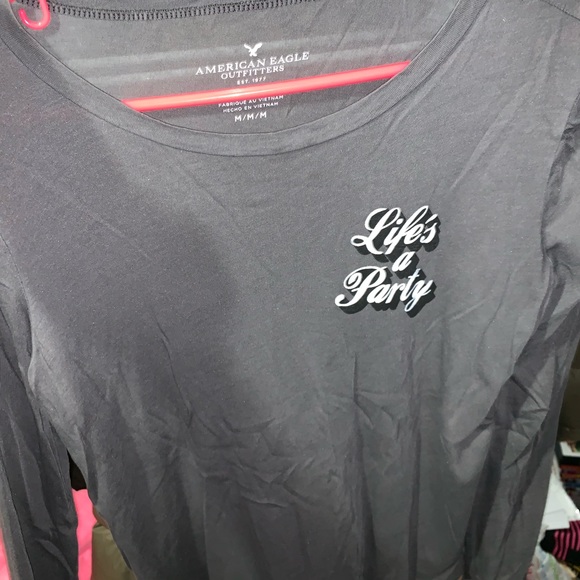 AMERICAN EAGLE
OUTFITTERS
EST. 1977
FABRIQUÉ AU VIETNAM
HECHO EN VIETNAM
M/M/M
Life's
a
Party